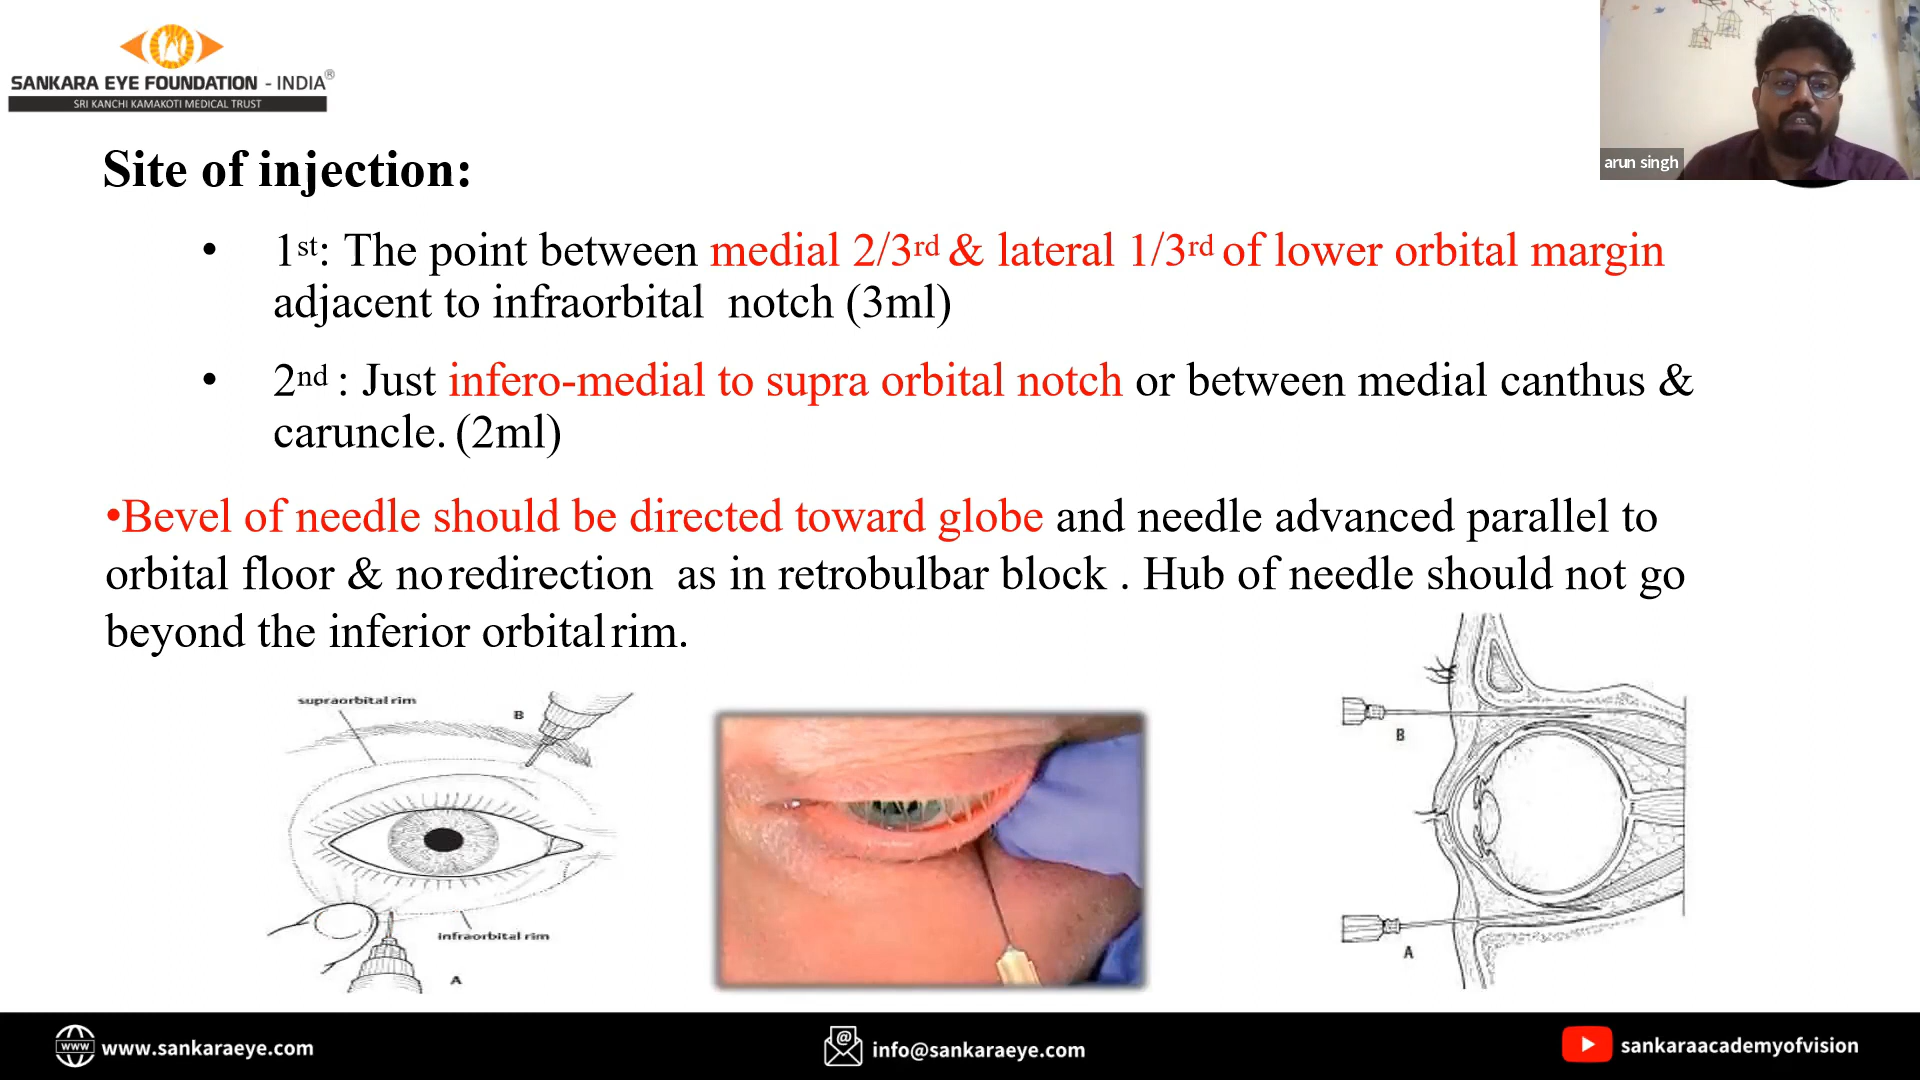 SANKARA EYE FOUNDATION - INDIA®
SRI KANCHI KAMAKOTI MEDICAL TRUST
arun singh
Site of injection:
• 1st: The point between medial 2/3rd & lateral 1/3rd of lower orbital margin
adjacent to infraorbital notch (3ml)
• 2nd : Just infero-medial to supra orbital notch or between medial canthus &
caruncle. (2ml)
•Bevel of needle should be directed toward globe and needle advanced parallel to
orbital floor & no redirection as in retrobulbar block . Hub of needle should not go
beyond the inferior orbital rim.
supraorbital rim
B
infraorbital rim
A
B
A
www
www.sankaraeye.com
@
info@sankaraeye.com
sankaraacademyofvision